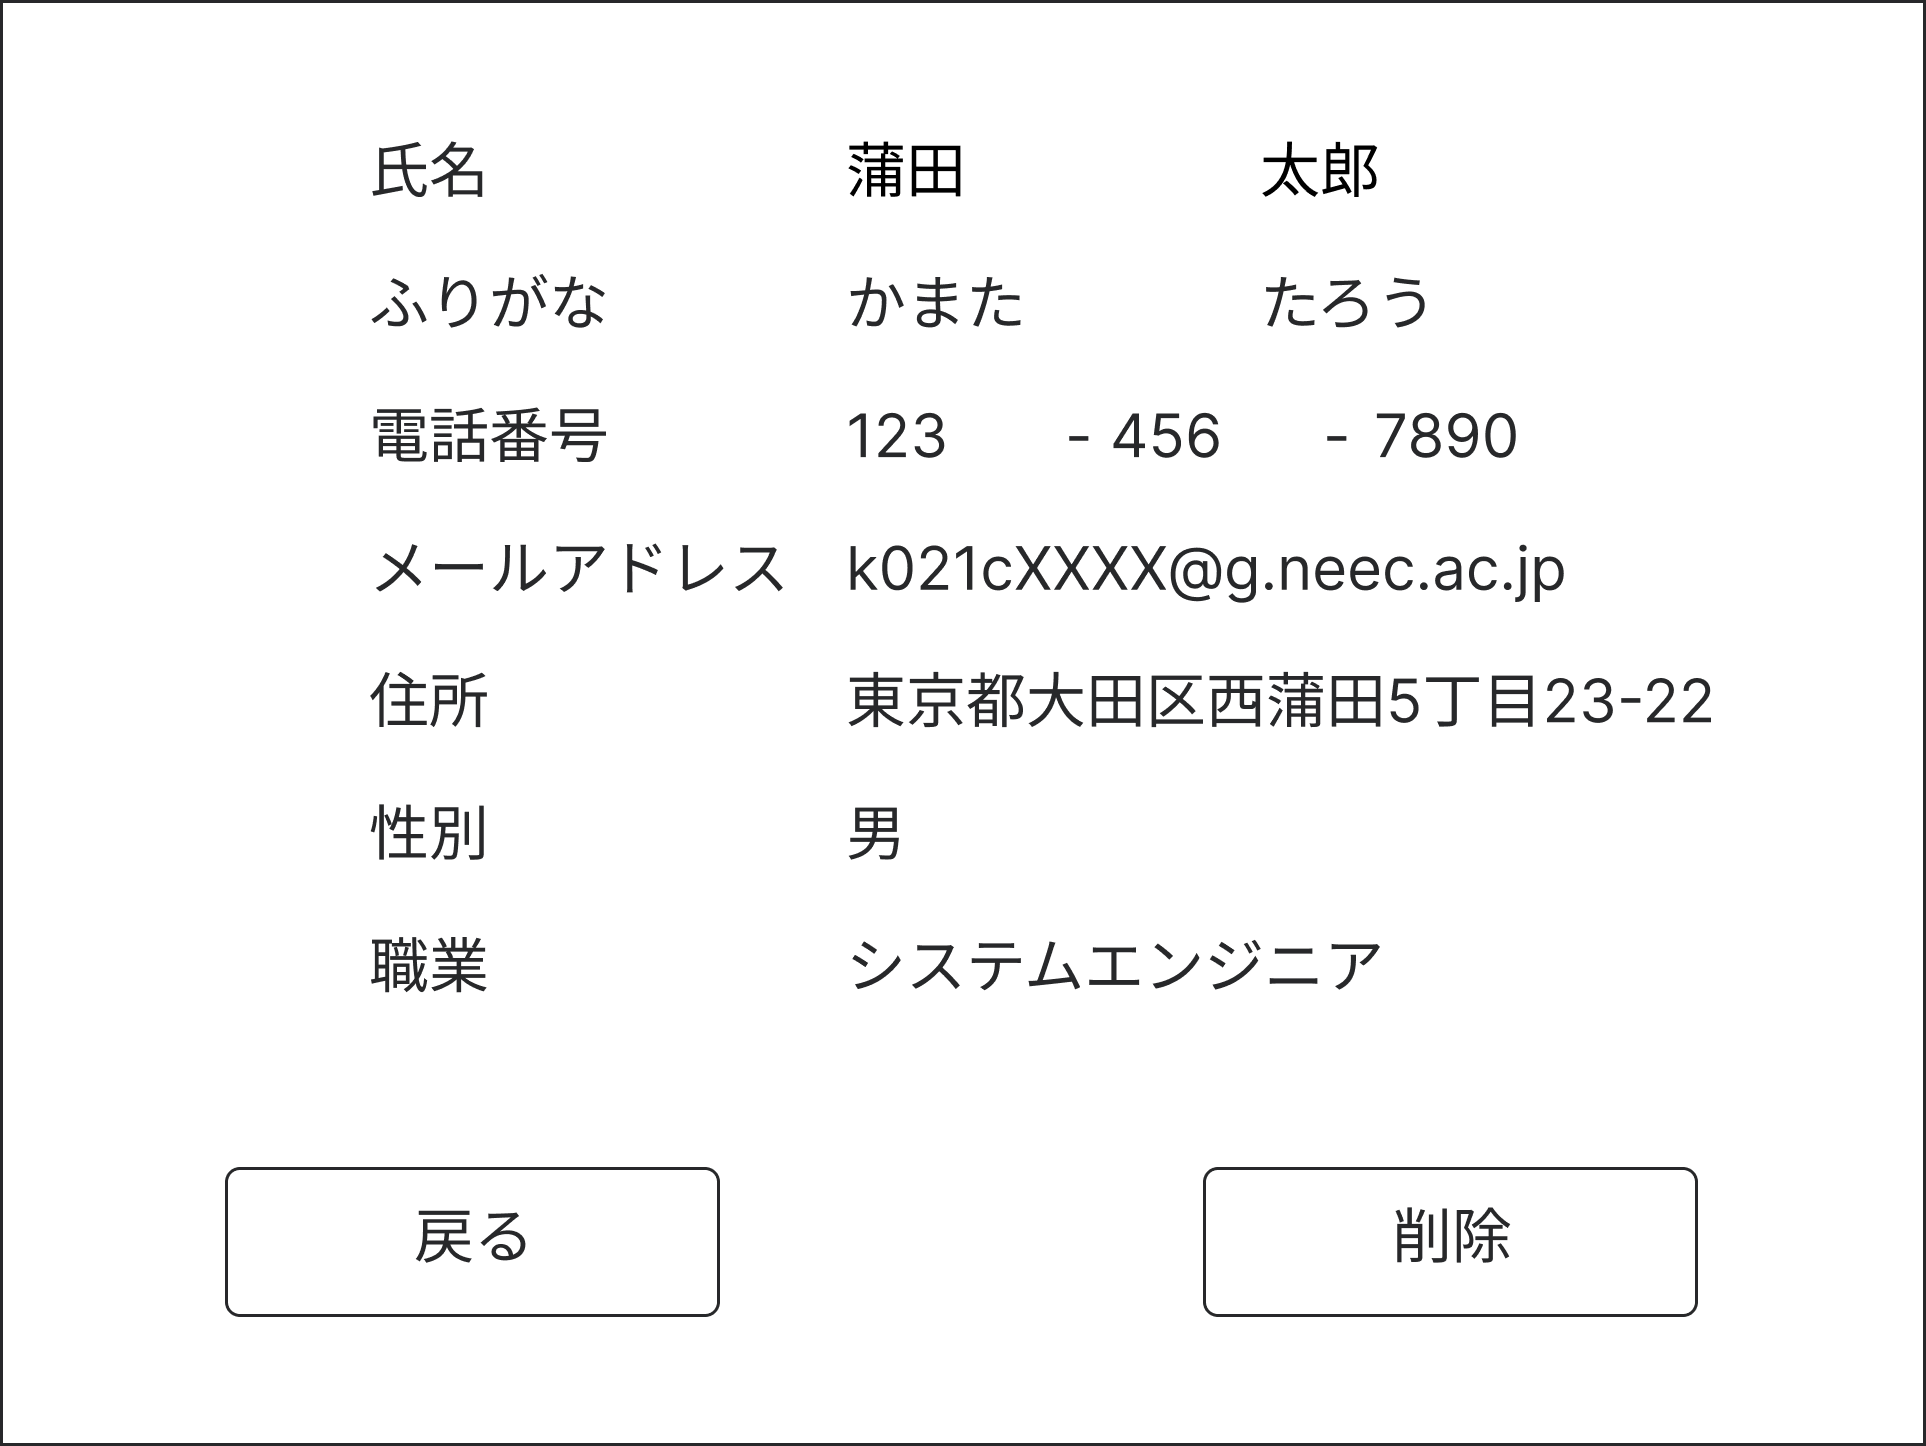 氏名 蒲田 太郎
ふりがな かまた たろう
電話番号 123 - 456 - 7890
メールアドレス k021cXXXX@g.neec.ac.jp
住所 東京都大田区西蒲田5丁目23-22
性別 男
職業 システムエンジニア
戻る 削除